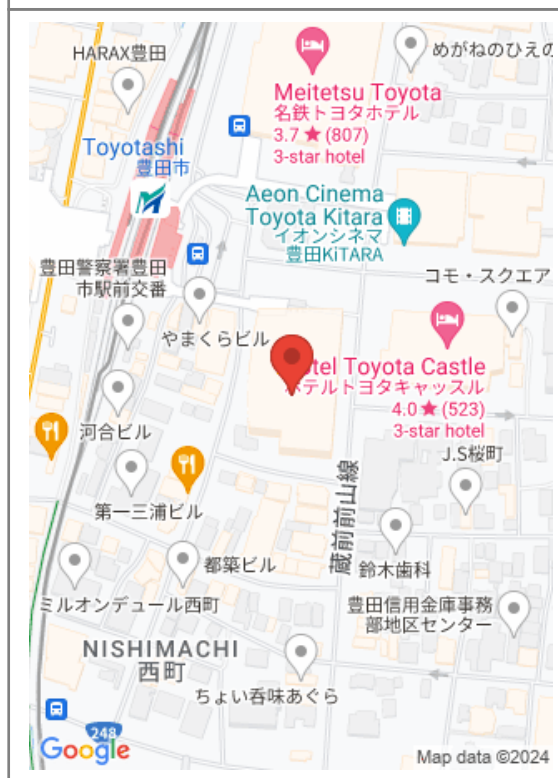 HARAX豊田
めがねのひえの
Meitetsu Toyota
名鉄トヨタホテル
3.7 ★ (807)
3-star hotel
Toyotashi
豊田市
Aeon Cinema
Toyota Kitara
イオンシネマ
豊田KiTARA
豊田警察署豊田
市駅前交番
コモ・スクエア
やまくらビル
tel Toyota Castle
ホテルトヨタキャッスル
4.0 ★ (523)
3-star hotel
河合ビル
J.S桜町
第一三浦ビル
蔵前前山線
都築ビル
鈴木歯科
ミルオンデュール西町
豊田信用金庫事務
部地区センター
NISHIMACHI
西町
ちょい呑味あぐら
248
Google
Map data ©2024